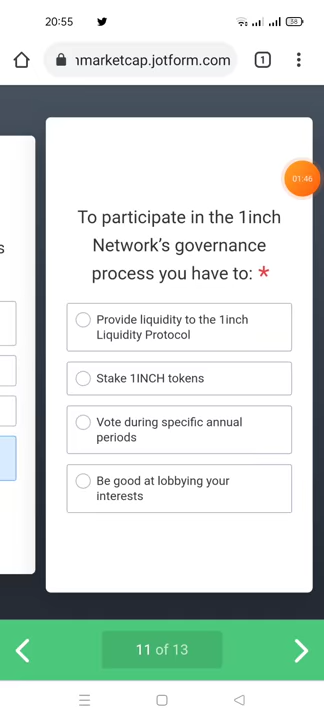 20:55
38
nmarketcap.jotform.com
1
01:46
s
To participate in the 1inch
Network’s governance
process you have to: *
Provide liquidity to the 1inch
Liquidity Protocol
Stake 1INCH tokens
Vote during specific annual
periods
Be good at lobbying your
interests
11 of 13